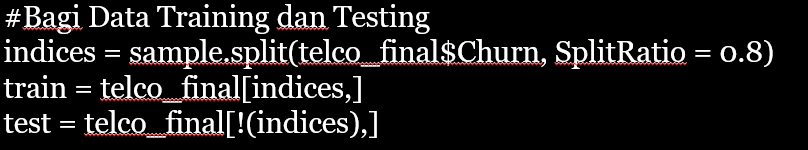 #Bagi Data Training dan Testing
indices = sample.split(telco_final$Churn, SplitRatio = 0.8)
train = telco_final[indices,]
test = telco_final[!(indices),]